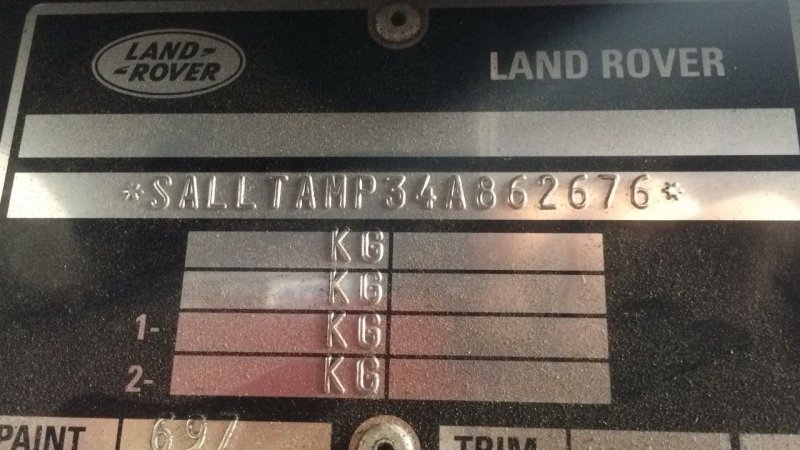 LAND-
-ROVER
LAND ROVER
*SALLTAMP34A862676*
KG
KG
1- KG
2- KG
PAINT 697 TRIM